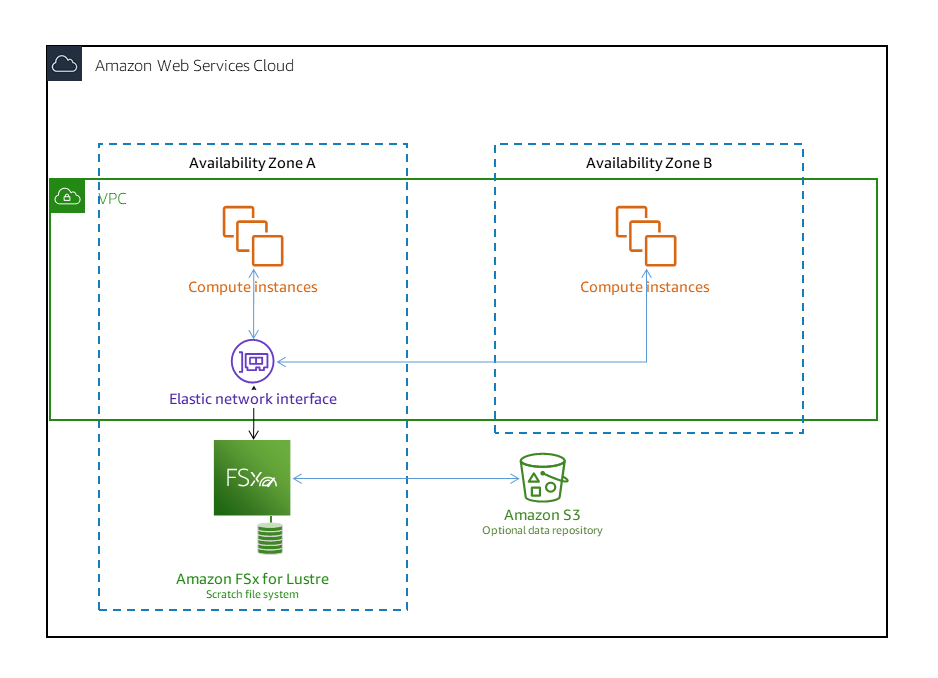 Amazon Web Services Cloud
Availability Zone A
Availability Zone B
VPC
Compute instances
Compute instances
Elastic network interface
FSx
Amazon S3
Optional data repository
Amazon FSx for Lustre
Scratch file system